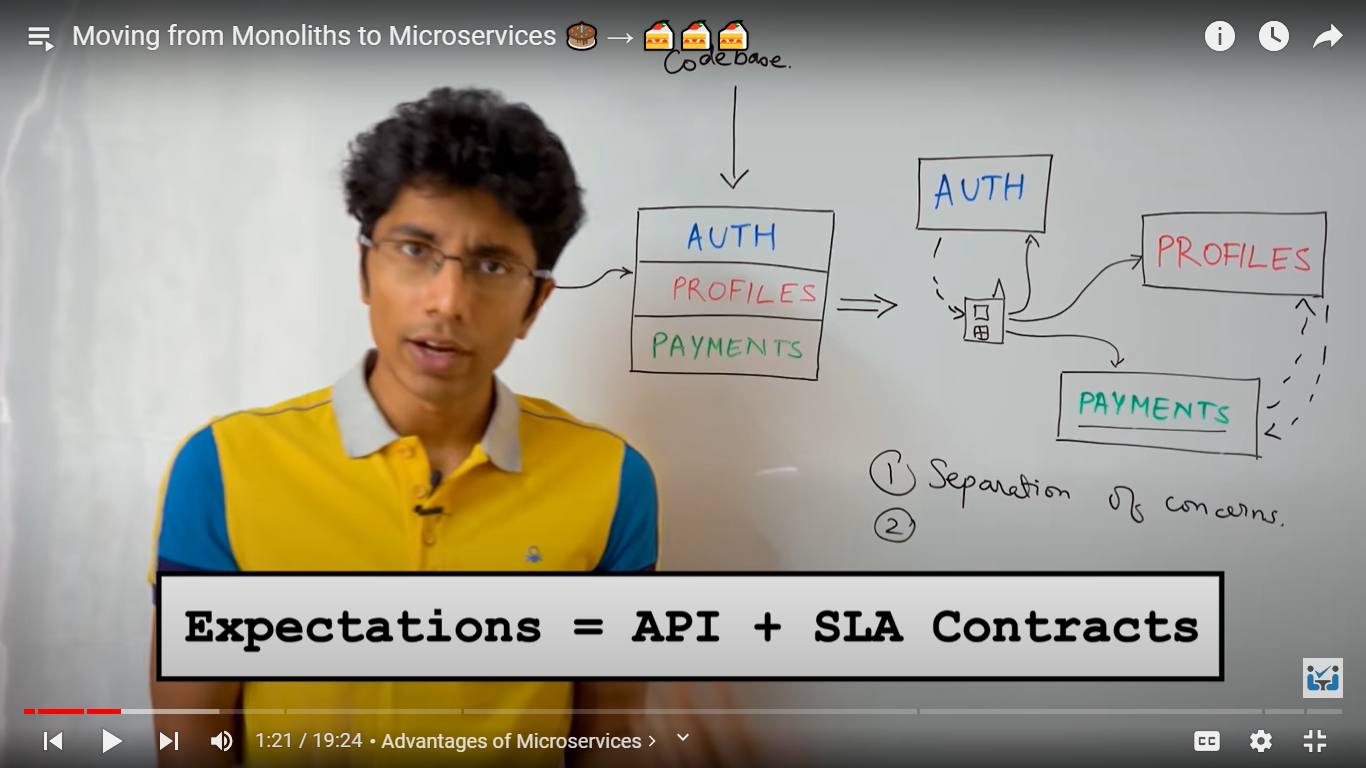 Moving from Monoliths to Microservices 🎂 → 🍰 🍰 🍰
Codebase.
AUTH
PROFILES
PAYMENTS
AUTH
PROFILES
PAYMENTS
① Separation of concerns.
②
Expectations = API + SLA Contracts
1:21 / 19:24 • Advantages of Microservices >
CC